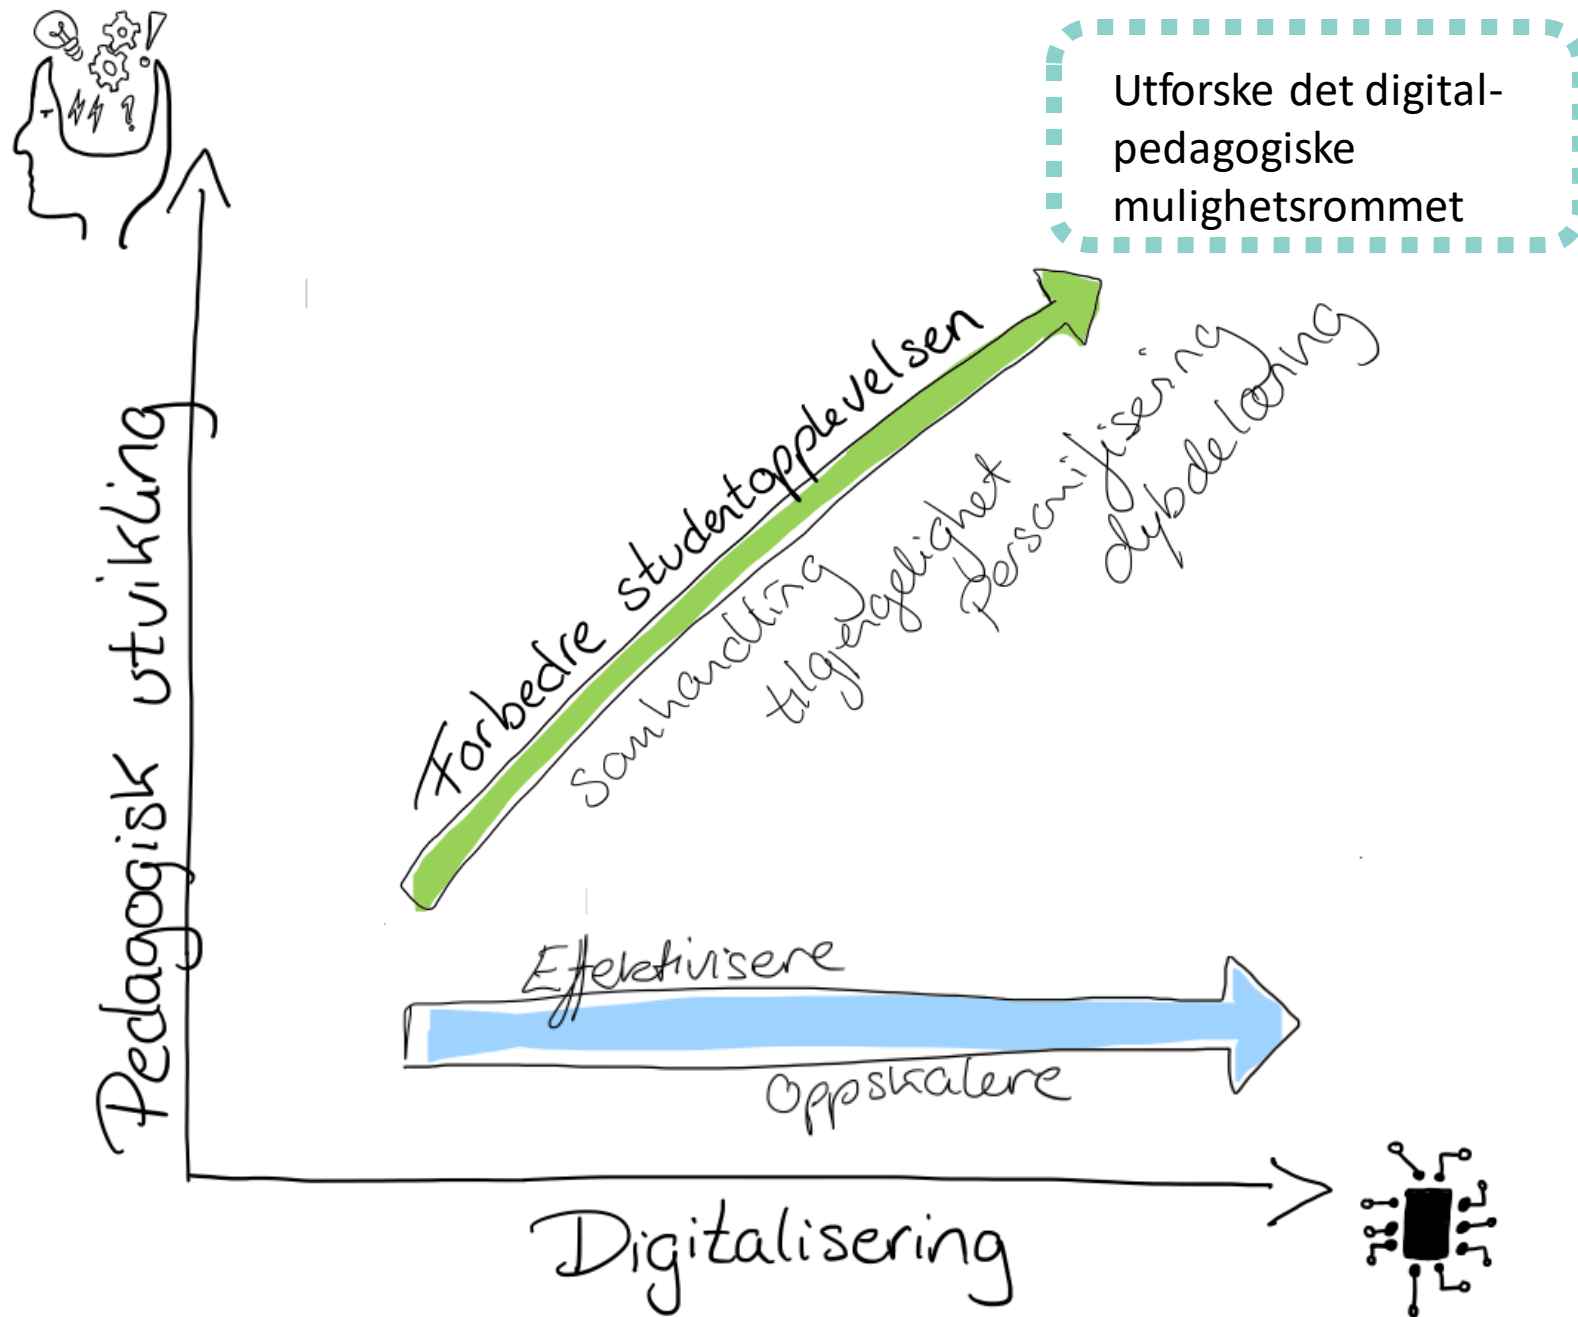 Utforske det digital-
pedagogiske
mulighetsrommet
Pedagogisk utvikling
Forbedre studentopplevelsen
Samhandling
tilgjengelighet
Personifisering
dybdelæring
Effektivisere
Oppskalere
Digitalisering